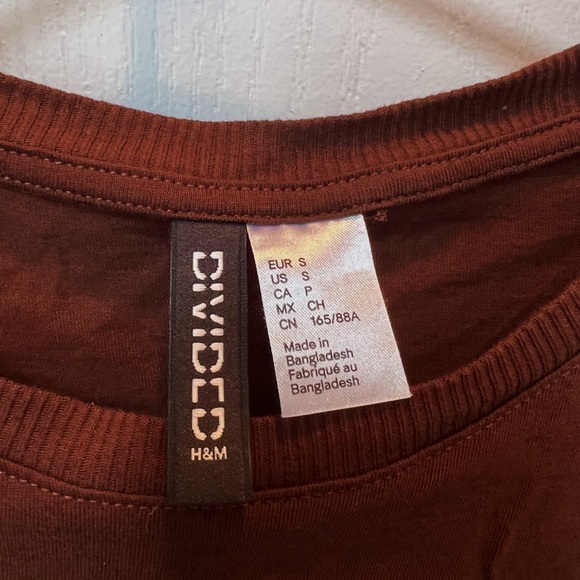 DIVIDED
H&M
EUR S
US S
CA P
MX CH
CN 165/88A
Made in
Bangladesh
Fabriqué au
Bangladesh